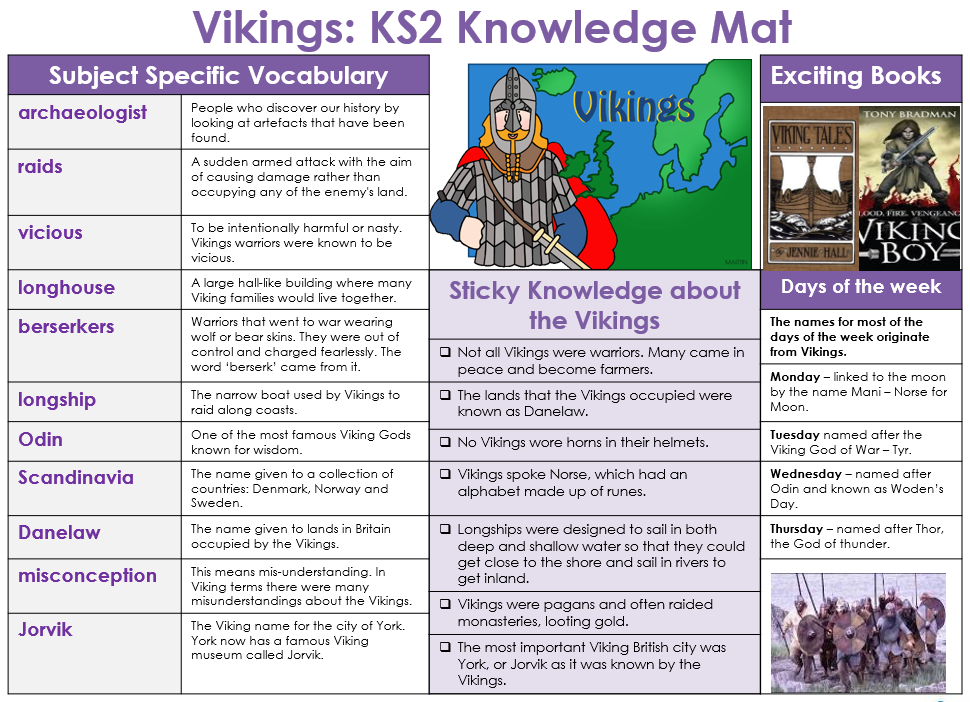 Vikings: KS2 Knowledge Mat
Subject Specific Vocabulary
archaeologist
People who discover our history by
looking at artefacts that have been
found.
raids
A sudden armed attack with the aim
of causing damage rather than
occupying any of the enemy's land.
vicious
To be intentionally harmful or nasty.
Vikings warriors were known to be
vicious.
longhouse
A large hall-like building where many
Viking families would live together.
berserkers
Warriors that went to war wearing
wolf or bear skins. They were out of
control and charged fearlessly. The
word ‘berserk’ came from it.
longship
The narrow boat used by Vikings to
raid along coasts.
Odin
One of the most famous Viking Gods
known for wisdom.
Scandinavia
The name given to a collection of
countries: Denmark, Norway and
Sweden.
Danelaw
The name given to lands in Britain
occupied by the Vikings.
misconception
This means mis-understanding. In
Viking terms there were many
misunderstandings about the Vikings.
Jorvik
The Viking name for the city of York.
York now has a famous Viking
museum called Jorvik.
Vikings
Sticky Knowledge about
the Vikings
Not all Vikings were warriors. Many came in
peace and become farmers.
The lands that the Vikings occupied were
known as Danelaw.
No Vikings wore horns in their helmets.
Vikings spoke Norse, which had an
alphabet made up of runes.
Longships were designed to sail in both
deep and shallow water so that they could
get close to the shore and sail in rivers to
get inland.
Vikings were pagans and often raided
monasteries, looting gold.
The most important Viking British city was
York, or Jorvik as it was known by the
Vikings.
Exciting Books
VIKING TALES
BY JENNIE HALL
TONY BRADMAN
LOOD. FIRE. VENGEANC
VIKING
BOY
Days of the week
The names for most of the
days of the week originate
from Vikings.
Monday – linked to the moon
by the name Mani – Norse for
Moon.
Tuesday named after the
Viking God of War – Tyr.
Wednesday – named after
Odin and known as Woden’s
Day.
Thursday – named after Thor,
the God of thunder.